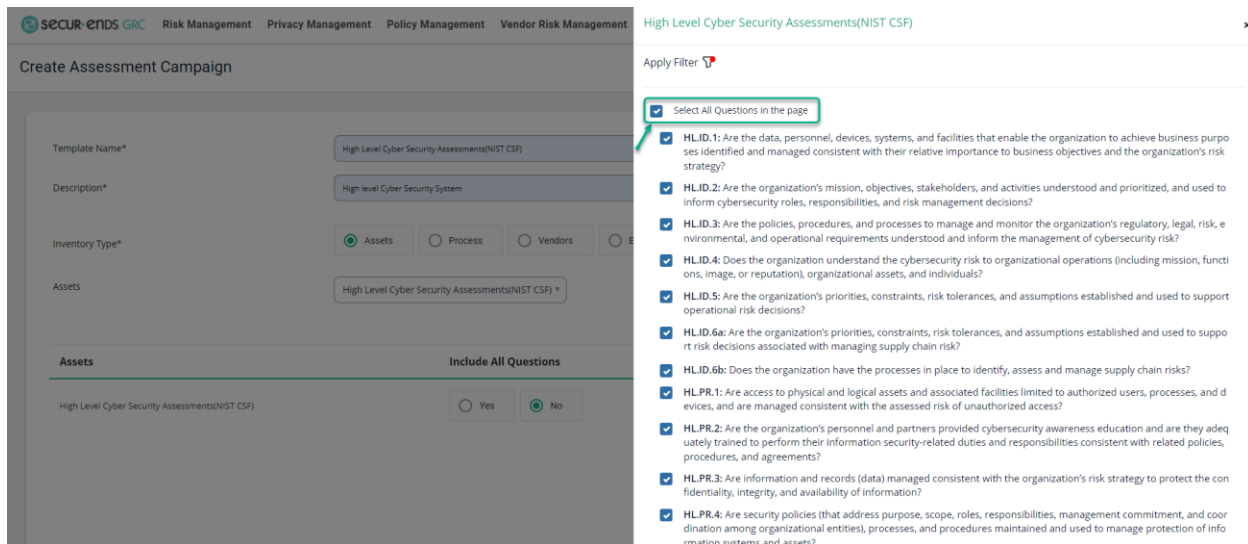 SECUR-ENDS GRC Risk Management Privacy Management Policy Management Vendor Risk Management
Create Assessment Campaign
Template Name*
High Level Cyber Security Assessments(NIST CSF)
Description*
High level Cyber Security System
Inventory Type*
Assets Process Vendors E
Assets
High Level Cyber Security Assessments(NIST CSF)
Assets Include All Questions
High Level Cyber Security Assessments(NIST CSF) Yes No
High Level Cyber Security Assessments(NIST CSF)
Apply Filter
Select All Questions in the page
HL.ID.1: Are the data, personnel, devices, systems, and facilities that enable the organization to achieve business purpo
ses identified and managed consistent with their relative importance to business objectives and the organization's risk
strategy?
HL.ID.2: Are the organization's mission, objectives, stakeholders, and activities understood and prioritized, and used to
inform cybersecurity roles, responsibilities, and risk management decisions?
HL.ID.3: Are the policies, procedures, and processes to manage and monitor the organization's regulatory, legal, risk, e
nvironmental, and operational requirements understood and inform the management of cybersecurity risk?
HL.ID.4: Does the organization understand the cybersecurity risk to organizational operations (including mission, functi
ons, image, or reputation), organizational assets, and individuals?
HL.ID.5: Are the organization's priorities, constraints, risk tolerances, and assumptions established and used to support
operational risk decisions?
HL.ID.6a: Are the organization's priorities, constraints, risk tolerances, and assumptions established and used to suppo
rt risk decisions associated with managing supply chain risk?
HL.ID.6b: Does the organization have the processes in place to identify, assess and manage supply chain risks?
HL.PR.1: Are access to physical and logical assets and associated facilities limited to authorized users, processes, and d
evices, and are managed consistent with the assessed risk of unauthorized access?
HL.PR.2: Are the organization's personnel and partners provided cybersecurity awareness education and are they adeq
uately trained to perform their information security-related duties and responsibilities consistent with related policies,
procedures, and agreements?
HL.PR.3: Are information and records (data) managed consistent with the organization's risk strategy to protect the con
fidentiality, integrity, and availability of information?
HL.PR.4: Are security policies (that address purpose, scope, roles, responsibilities, management commitment, and coor
dination among organizational entities), processes, and procedures maintained and used to manage protection of info
rmation systems and assets?